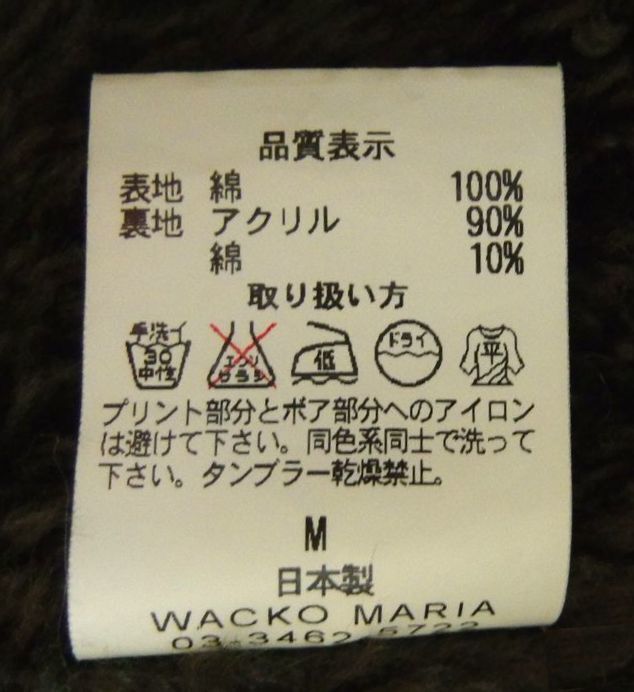 品質表示
表地 綿 100%
裏地 アクリル 90%
綿 10%
取り扱い方
手洗イ 30 中性 エンソ サラシ 低 ドライ 平
プリント部分とボア部分へのアイロン
は避けて下さい。同色系同士で洗って
下さい。タンブラー乾燥禁止。
M
日本製
WACKO MARIA
03-3462-5722